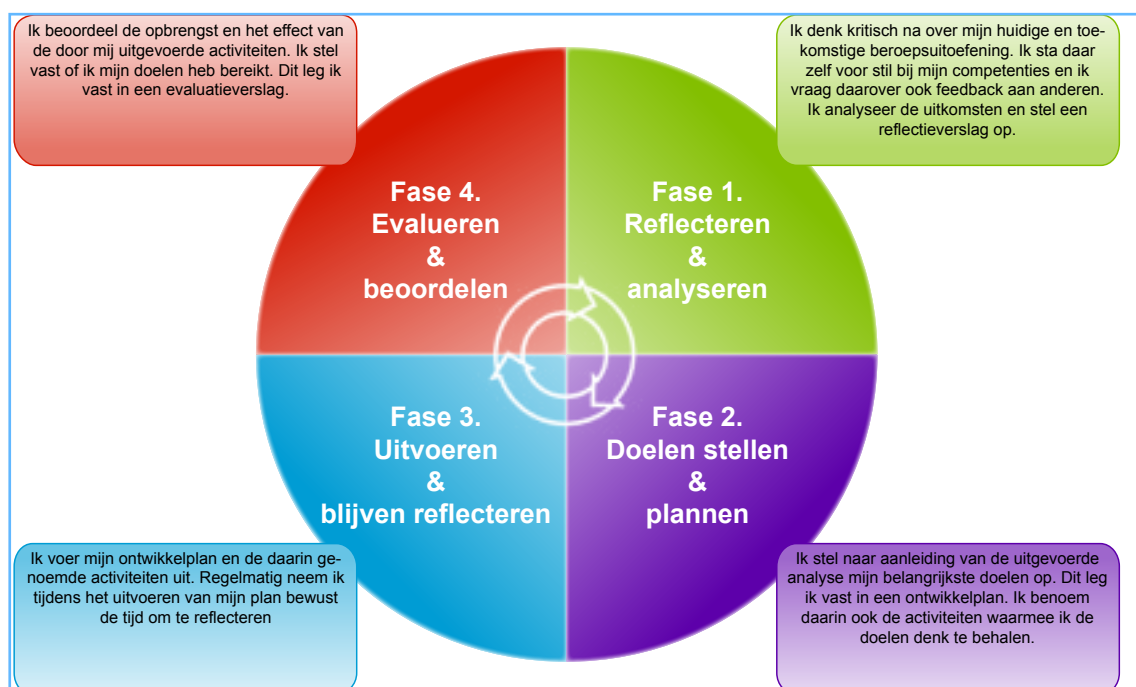 Ik beoordeel de opbrengst en het effect van
de door mij uitgevoerde activiteiten. Ik stel
vast of ik mijn doelen heb bereikt. Dit leg ik
vast in een evaluatieverslag.
Ik denk kritisch na over mijn huidige en toe-
komstige beroepsuitoefening. Ik sta daar
zelf voor stil bij mijn competenties en ik
vraag daarover ook feedback aan anderen.
Ik analyseer de uitkomsten en stel een
reflectieverslag op.
Fase 4.
Evalueren
&
beoordelen
Fase 1.
Reflecteren
&
analyseren
Fase 3.
Uitvoeren
&
blijven reflecteren
Fase 2.
Doelen stellen
&
plannen
Ik voer mijn ontwikkelplan en de daarin ge-
noemde activiteiten uit. Regelmatig neem ik
tijdens het uitvoeren van mijn plan bewust
de tijd om te reflecteren
Ik stel naar aanleiding van de uitgevoerde
analyse mijn belangrijkste doelen op. Dit leg
ik vast in een ontwikkelplan. Ik benoem
daarin ook de activiteiten waarmee ik de
doelen denk te behalen.